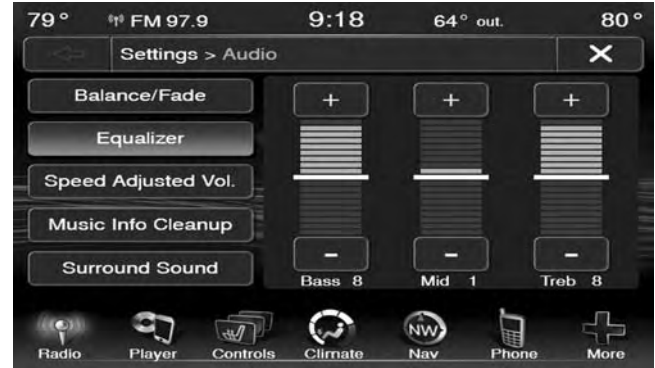 79° FM 97.9 9:18 64° out. 80°
Settings > Audio X
Balance/Fade + + +
Equalizer
Speed Adjusted Vol.
Music Info Cleanup
Surround Sound - - -
Bass 8 Mid 1 Treb 8
NW
Radio Player Controls Climate Nav Phone More